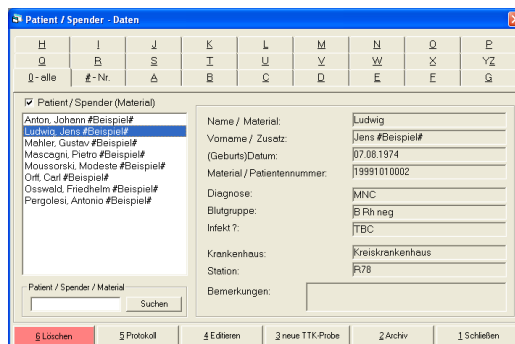 Patient / Spender - Daten
H I J K L M N O P
Q R S T U V W X YZ
0 - alle # - Nr. A B C D E F G
Patient / Spender (Material)
Anton, Johann #Beispiel#
Ludwig, Jens #Beispiel#
Mahler, Gustav #Beispiel#
Mascagni, Pietro #Beispiel#
Moussorski, Modeste #Beispiel#
Orff, Carl #Beispiel#
Osswald, Friedhelm #Beispiel#
Pergolesi, Antonio #Beispiel#
Patient / Spender / Material
Suchen
Name / Material: Ludwig
Vorname / Zusatz: Jens #Beispiel#
(Geburts)Datum: 07.08.1974
Material / Patientennummer: 19991010002
Diagnose: MNC
Blutgruppe: B Rh neg
Infekt ?: TBC
Krankenhaus: Kreiskrankenhaus
Station: R78
Bemerkungen:
6 Löschen 5 Protokoll 4 Editieren 3 neue TTK-Probe 2 Archiv 1 Schließen